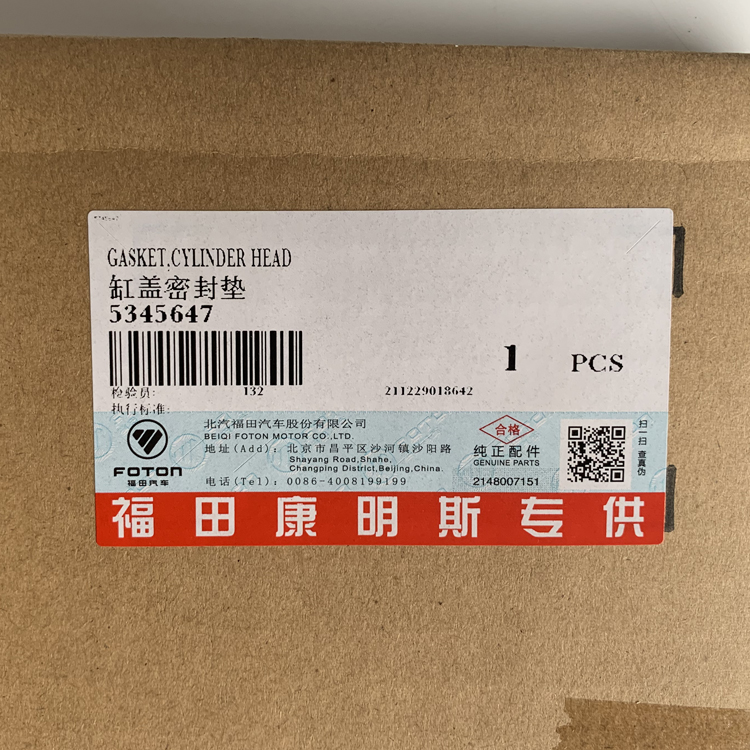 5345647
GASKET,CYLINDER HEAD
缸盖密封垫
5345647
1 PCS
检验员: 132 211229018642
执行标准:
FOTON
福田汽车
北汽福田汽车股份有限公司
BEIQI FOTON MOTOR CO.,LTD.
地址(Add): 北京市昌平区沙河镇沙阳路
Shayang Road,Shahe,
Changping District,Beijing,China.
电话(Tel): 0086-4008199199
合格
纯正配件
GENUINE PARTS
2148007151
扫一扫 查真伪
福田康明斯专供